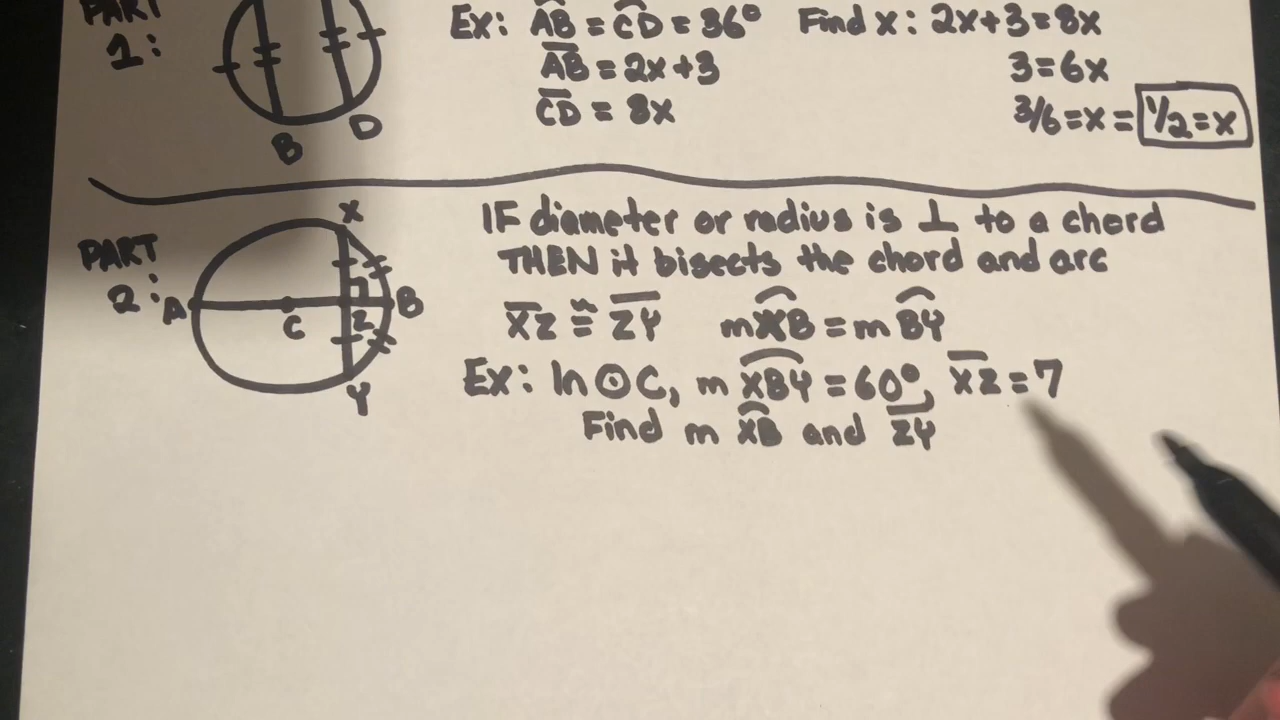 PART
1:
B
D
Ex: AB = CD = 36° Find x: 2x+3=8x
AB = 2x+3
3=6x
CD = 8x
3/6=x= 1/2=x
PART
2:
X
A
C
Z
B
Y
IF diameter or radius is ⊥ to a chord
THEN it bisects the chord and arc
XZ ≅ ZY mXB = m BY
Ex: In ⊙C, m XBY = 60°, XZ = 7
Find m XB and ZY